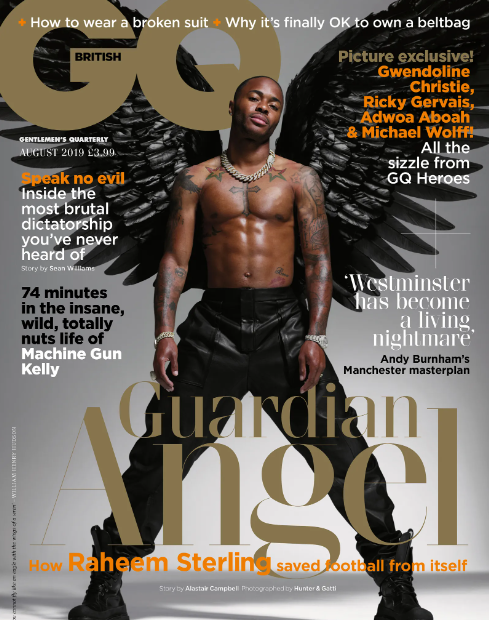 + How to wear a broken suit + Why it's finally OK to own a beltbag
GQ
BRITISH
GENTLEMEN'S QUARTERLY
AUGUST 2019 £3.99
Picture exclusive!
Gwendoline
Christie,
Ricky Gervais,
Adwoa Aboah
& Michael Wolff!
All the
sizzle from
GQ Heroes
Speak no evil
Inside the
most brutal
dictatorship
you've never
heard of
Story by Sean Williams
74 minutes
in the insane,
wild, totally
nuts life of
Machine Gun
Kelly
'Westminster
has become
a living
nightmare'
Andy Burnham's
Manchester masterplan
Guardian
Angel
How Raheem Sterling saved football from itself
Story by Alastair Campbell Photographed by Hunter & Gatti